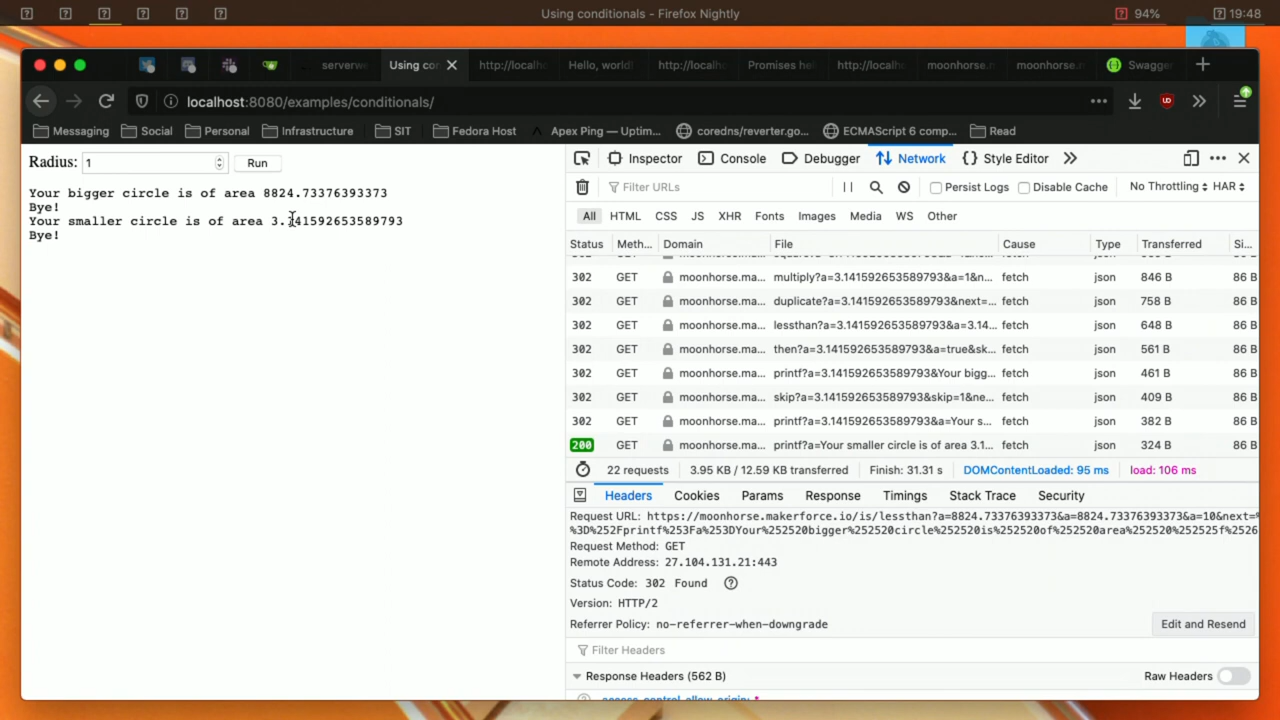 Using conditionals - Firefox Nightly
94%
19:48
serverwe
Using con
http://localh
Hello, world!
http://localh
Promises he
http://localh
moonhorse.m
moonhorse.m
Swagger
localhost:8080/examples/conditionals/
Messaging
Social
Personal
Infrastructure
SIT
Fedora Host
Apex Ping — Uptim...
coredns/reverter.go...
ECMAScript 6 comp...
Read
Radius: 1 Run
Your bigger circle is of area 8824.73376393373
Bye!
Your smaller circle is of area 3.141592653589793
Bye!
Inspector Console Debugger Network Style Editor
Filter URLs
Persist Logs Disable Cache No Throttling HAR
All HTML CSS JS XHR Fonts Images Media WS Other
Status Meth... Domain File Cause Type Transferred Si...
302 GET moonhorse.ma... multiply?a=3.141592653589793&a=1&n... fetch json 846 B 86 B
302 GET moonhorse.ma... duplicate?a=3.141592653589793&next=... fetch json 758 B 86 B
302 GET moonhorse.ma... lessthan?a=3.141592653589793&a=3.14... fetch json 648 B 86 B
302 GET moonhorse.ma... then?a=3.141592653589793&a=true&sk... fetch json 561 B 86 B
302 GET moonhorse.ma... printf?a=3.141592653589793&Your bigg... fetch json 461 B 86 B
302 GET moonhorse.ma... skip?a=3.141592653589793&skip=1&ne... fetch json 409 B 86 B
302 GET moonhorse.ma... printf?a=3.141592653589793&a=Your s... fetch json 382 B 86 B
200 GET moonhorse.ma... printf?a=Your smaller circle is of area 3.1... fetch json 324 B 86 B
22 requests 3.95 KB / 12.59 KB transferred Finish: 31.31 s DOMContentLoaded: 95 ms load: 106 ms
Headers Cookies Params Response Timings Stack Trace Security
Request URL: https://moonhorse.makerforce.io/is/lessthan?a=8824.73376393373&a=8824.73376393373&a=10&next=%
%3D%252Fprintf%253Fa%253DYour%252520bigger%252520circle%252520is%252520of%252520area%252520%252525f%2526
Request Method: GET
Remote Address: 27.104.131.21:443
Status Code: 302 Found
Version: HTTP/2
Referrer Policy: no-referrer-when-downgrade
Edit and Resend
Filter Headers
Response Headers (562 B)
Raw Headers